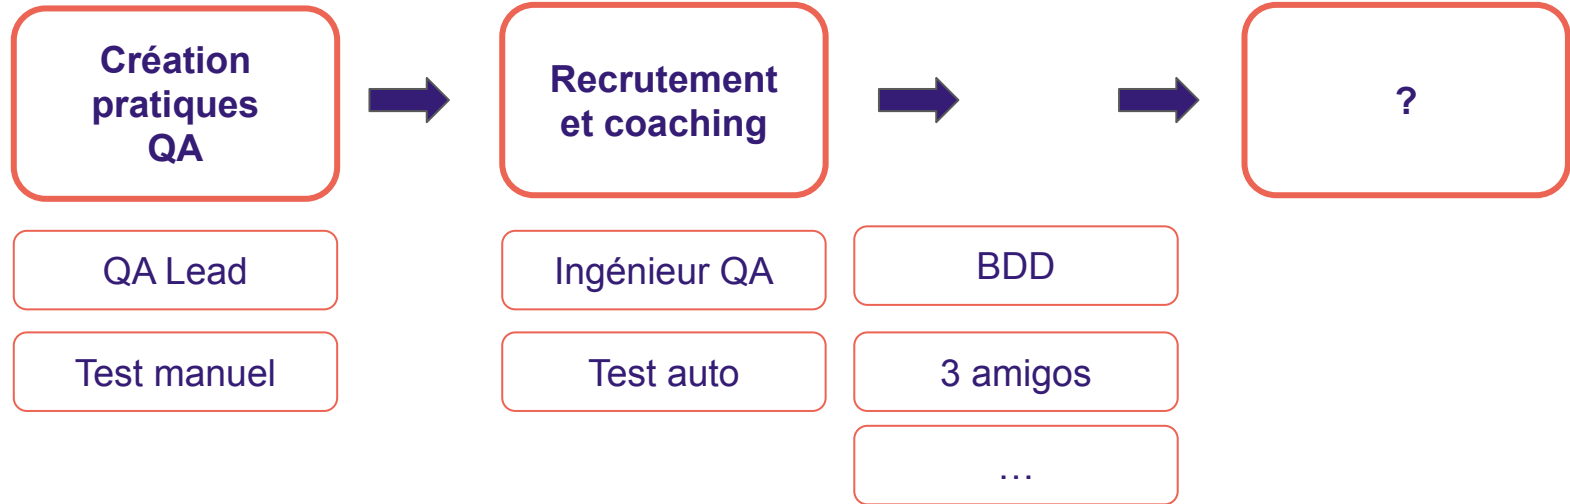 Création
pratiques
QA
Recrutement
et coaching
?
QA Lead
Ingénieur QA
BDD
Test manuel
Test auto
3 amigos
…